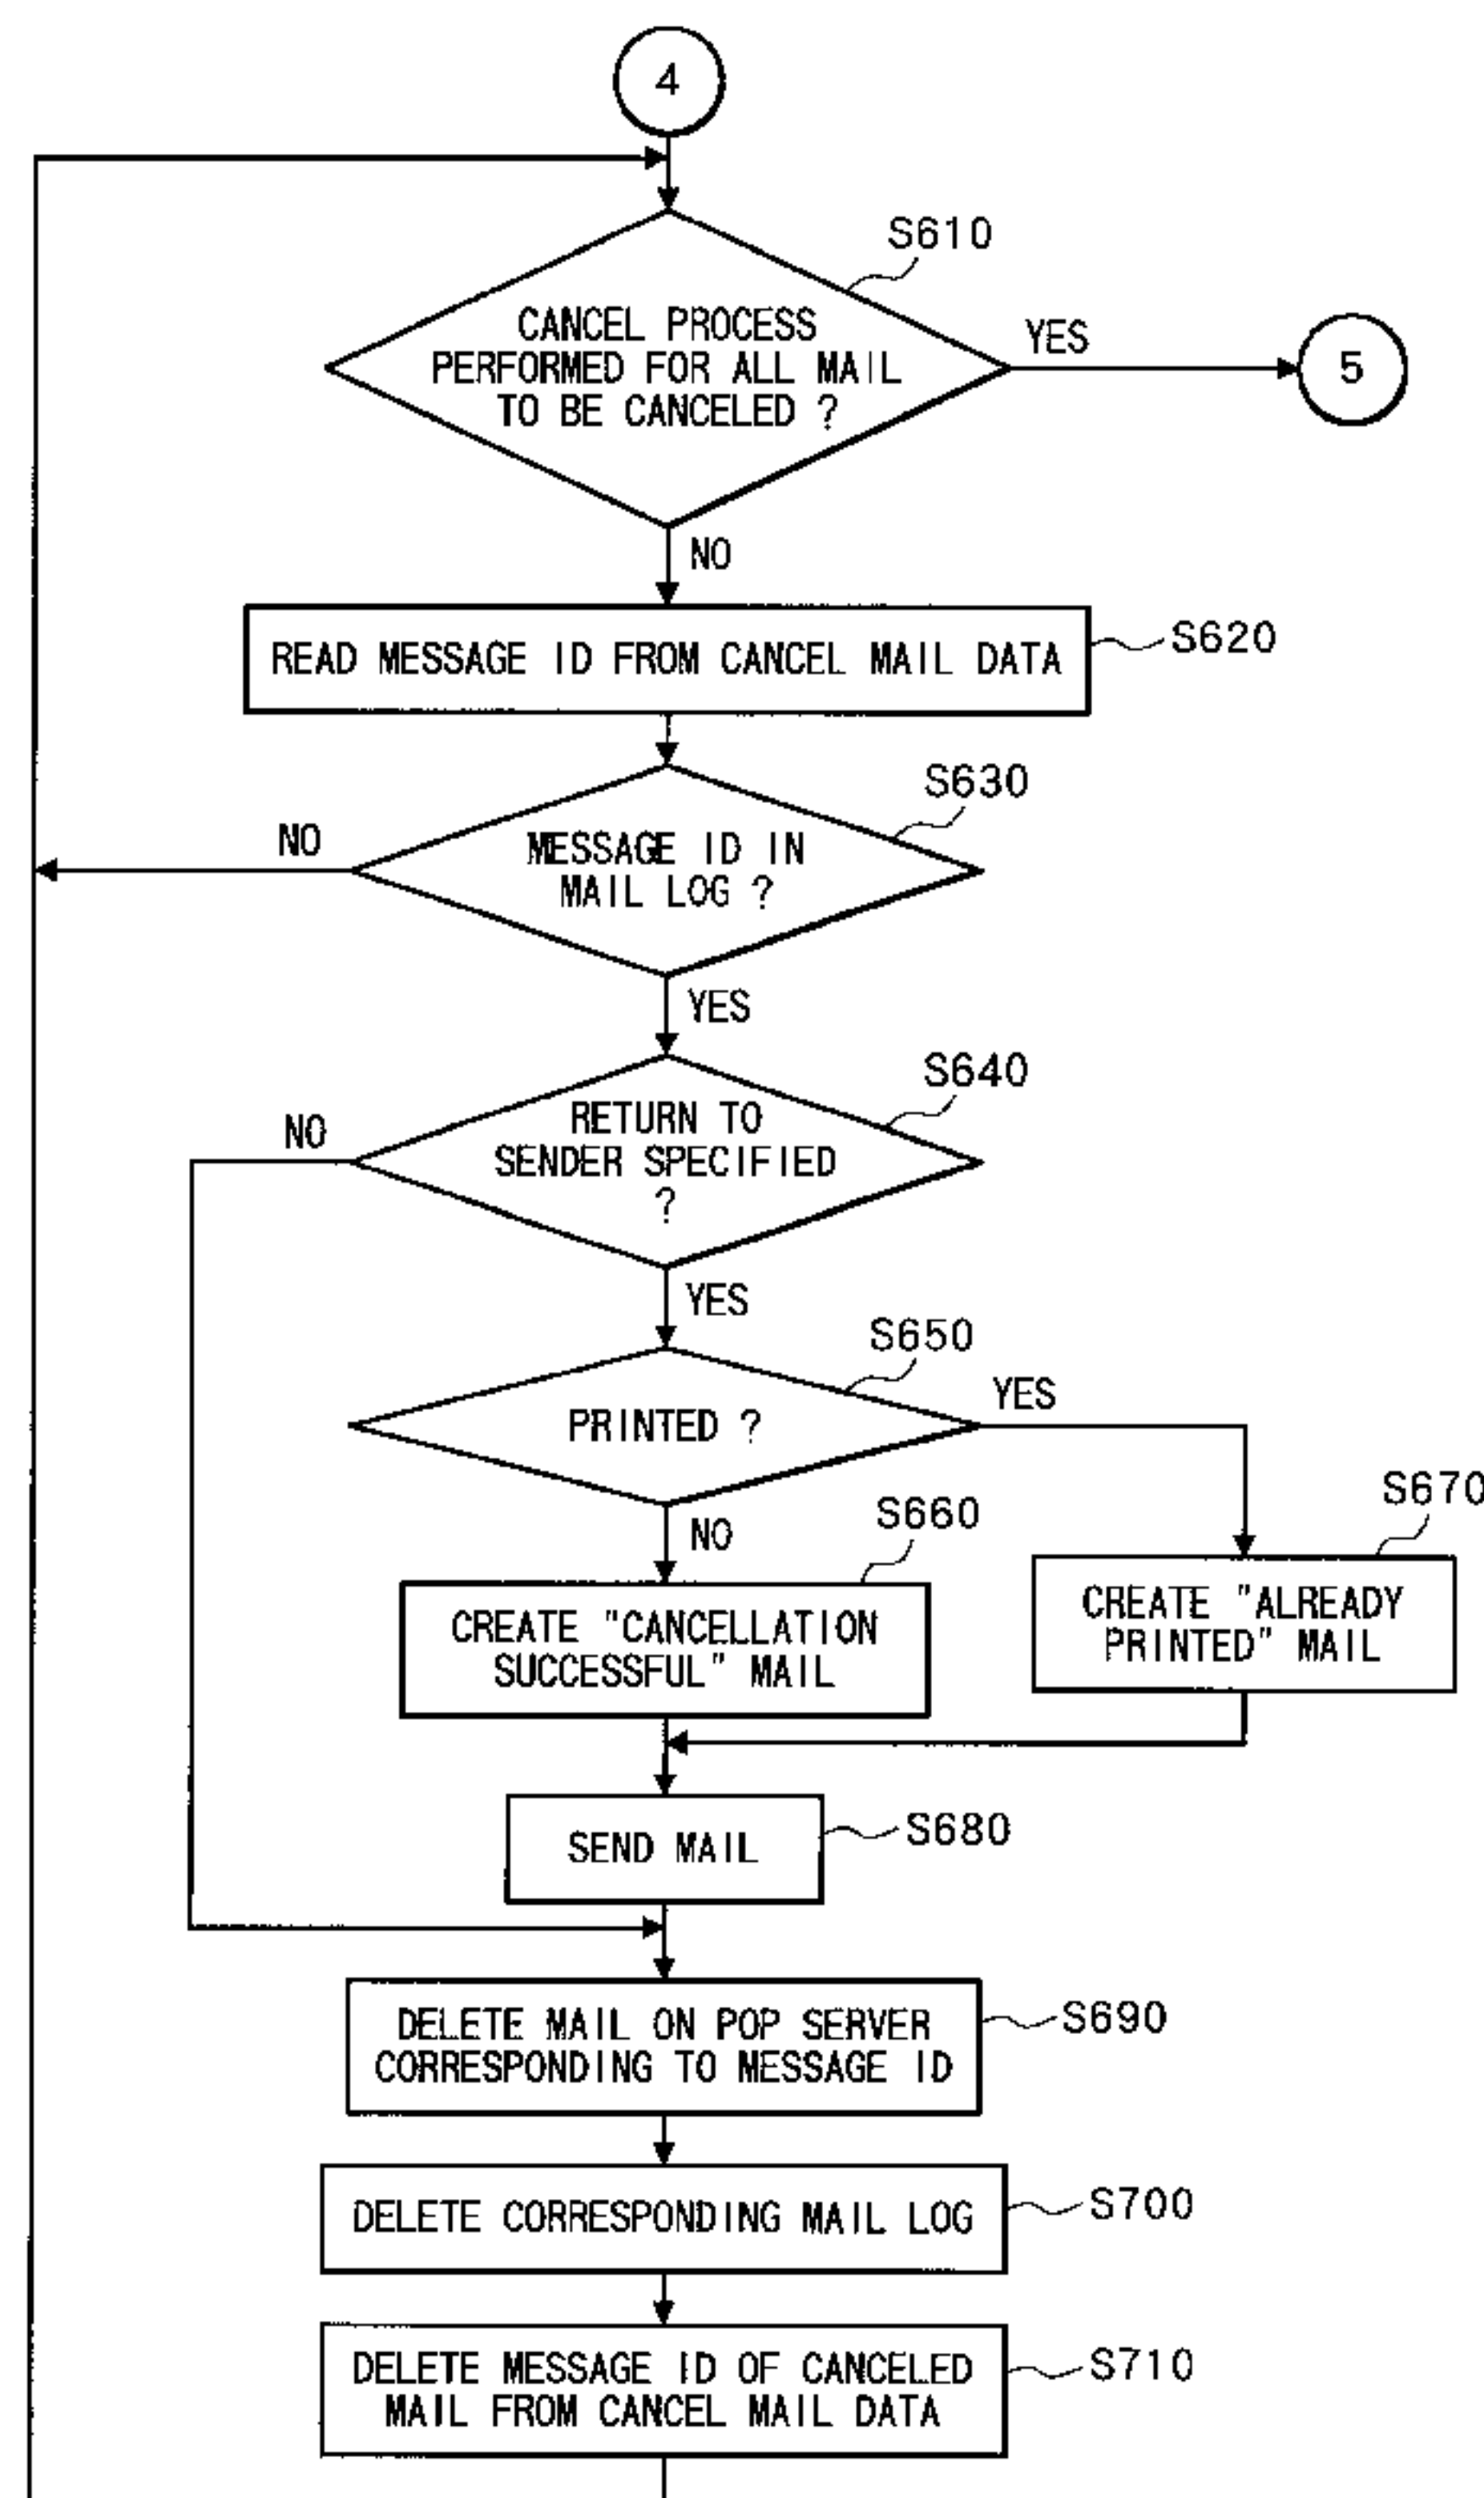 4
S610
CANCEL PROCESS
PERFORMED FOR ALL MAIL
TO BE CANCELED ?
YES
5
NO
READ MESSAGE ID FROM CANCEL MAIL DATA
S620
S630
NO
MESSAGE ID IN
MAIL LOG ?
YES
S640
NO
RETURN TO
SENDER SPECIFIED
?
YES
S650
PRINTED ?
YES
S670
S660
NO
CREATE "ALREADY
PRINTED" MAIL
CREATE "CANCELLATION
SUCCESSFUL" MAIL
SEND MAIL
S680
DELETE MAIL ON POP SERVER
CORRESPONDING TO MESSAGE ID
S690
DELETE CORRESPONDING MAIL LOG
S700
DELETE MESSAGE ID OF CANCELED
MAIL FROM CANCEL MAIL DATA
S710